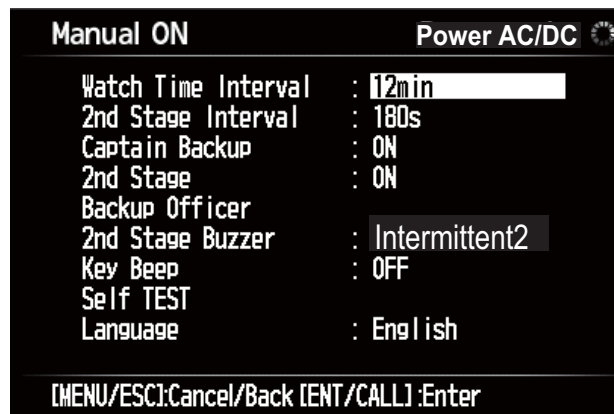 Manual ON Power AC/DC
Watch Time Interval : 12min
2nd Stage Interval : 180s
Captain Backup : ON
2nd Stage : ON
Backup Officer
2nd Stage Buzzer : Intermittent2
Key Beep : OFF
Self TEST
Language : English
[MENU/ESC]:Cancel/Back [ENT/CALL]:Enter